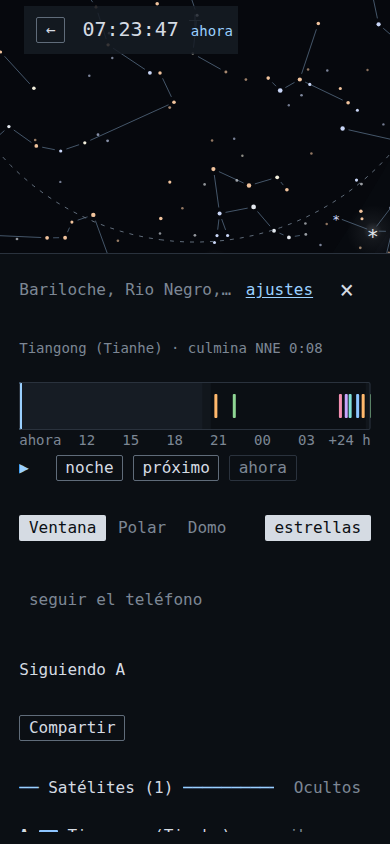 ← 07:23:47 ahora
Bariloche, Rio Negro,… ajustes ×
Tiangong (Tianhe) · culmina NNE 0:08
ahora 12 15 18 21 00 03 +24 h
▶ noche próximo ahora
Ventana Polar Domo estrellas
seguir el teléfono
Siguiendo A
Compartir
Satélites (1) Ocultos